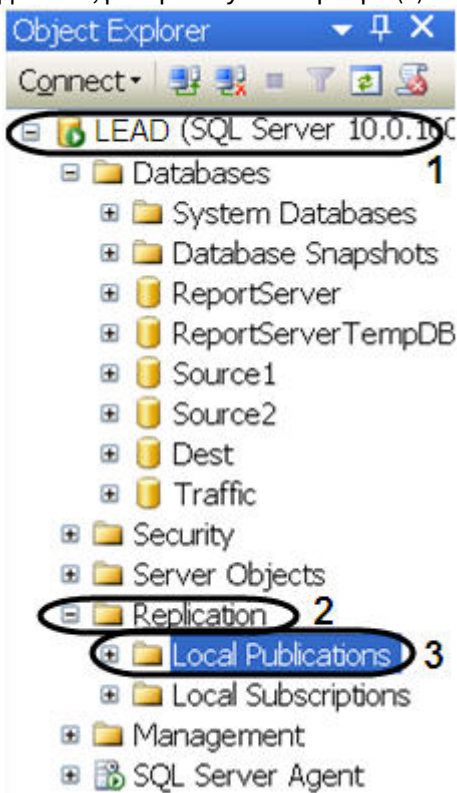 Object Explorer
Connect
LEAD (SQL Server 10.0.160
1
Databases
System Databases
Database Snapshots
ReportServer
ReportServerTempDB
Source1
Source2
Dest
Traffic
Security
Server Objects
Replication 2
Local Publications 3
Local Subscriptions
Management
SQL Server Agent